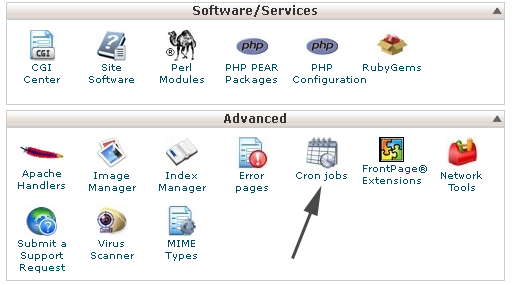 Software/Services
CGI
CGI Center
Site Software
®
Perl Modules
php
PHP PEAR Packages
php
PHP Configuration
RubyGems
Advanced
Apache Handlers
Image Manager
Index Manager
Error pages
Cron jobs
FrontPage® Extensions
Network Tools
Submit a Support Request
Virus Scanner
MIME Types